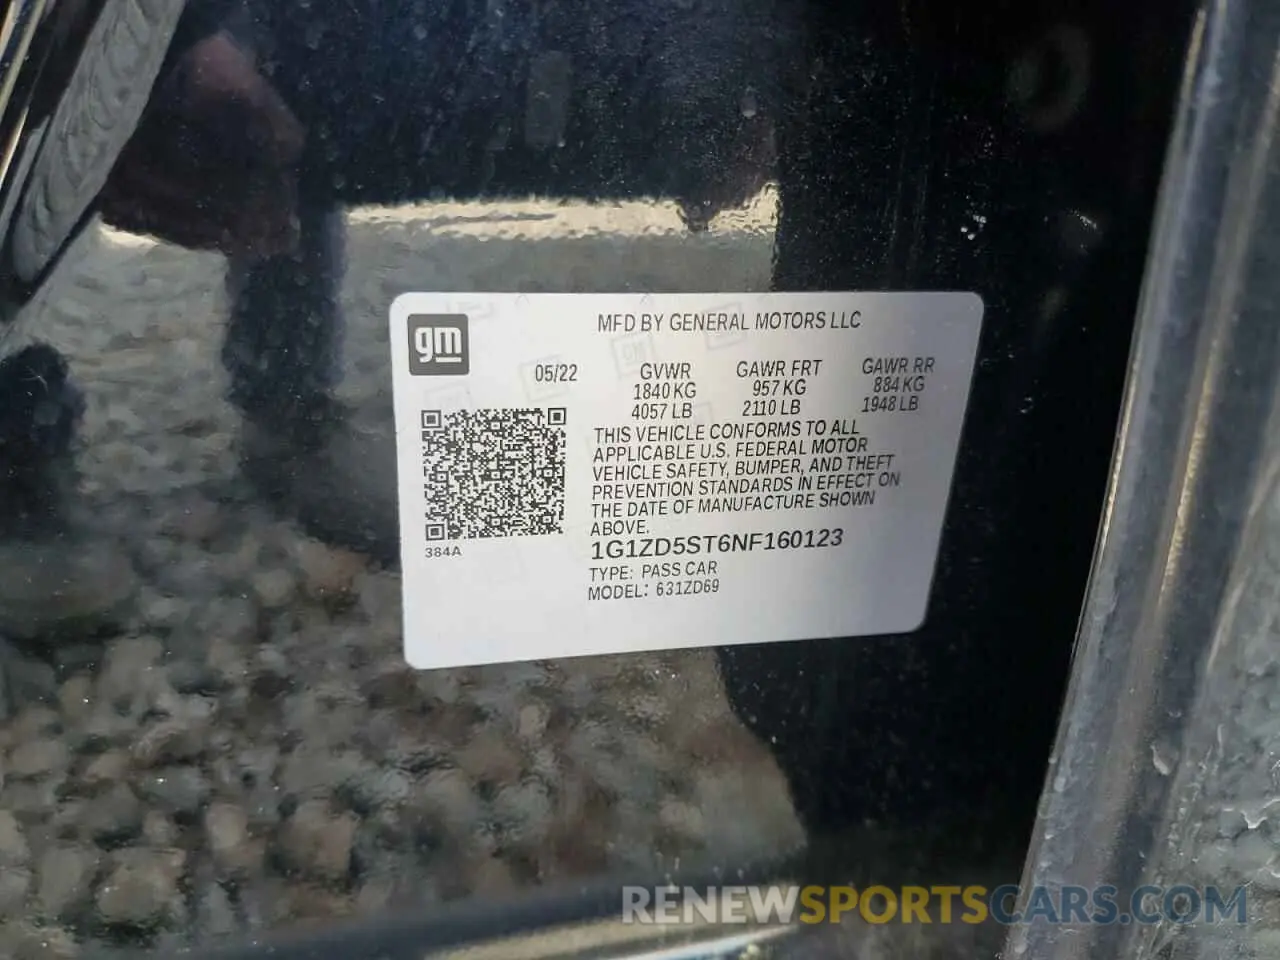 gm
MFD BY GENERAL MOTORS LLC
05/22
GVWR GAWR FRT GAWR RR
1840 KG 957 KG 884 KG
4057 LB 2110 LB 1948 LB
THIS VEHICLE CONFORMS TO ALL
APPLICABLE U.S. FEDERAL MOTOR
VEHICLE SAFETY, BUMPER, AND THEFT
PREVENTION STANDARDS IN EFFECT ON
THE DATE OF MANUFACTURE SHOWN
ABOVE.
384A
1G1ZD5ST6NF160123
TYPE: PASS CAR
MODEL: 631ZD69
RENEWSPORTSCARS.COM